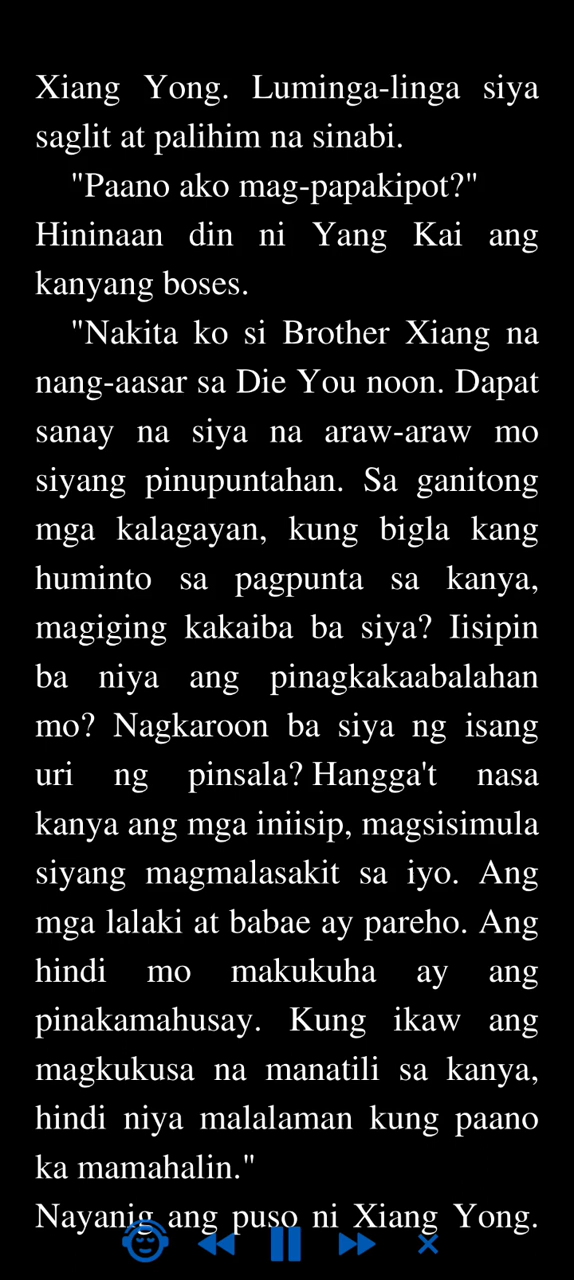 Xiang Yong. Luminga-linga siya
saglit at palihim na sinabi.
"Paano ako mag-papakipot?"
Hininaan din ni Yang Kai ang
kanyang boses.
"Nakita ko si Brother Xiang na
nang-aasar sa Die You noon. Dapat
sanay na siya na araw-araw mo
siyang pinupuntahan. Sa ganitong
mga kalagayan, kung bigla kang
huminto sa pagpunta sa kanya,
magiging kakaiba ba siya? Iisipin
ba niya ang pinagkakaabalahan
mo? Nagkaroon ba siya ng isang
uri ng pinsala? Hangga't nasa
kanya ang mga iniisip, magsisimula
siyang magmalasakit sa iyo. Ang
mga lalaki at babae ay pareho. Ang
hindi mo makukuha ay ang
pinakamahusay. Kung ikaw ang
magkukusa na manatili sa kanya,
hindi niya malalaman kung paano
ka mamahalin."
Nayanig ang puso ni Xiang Yong.